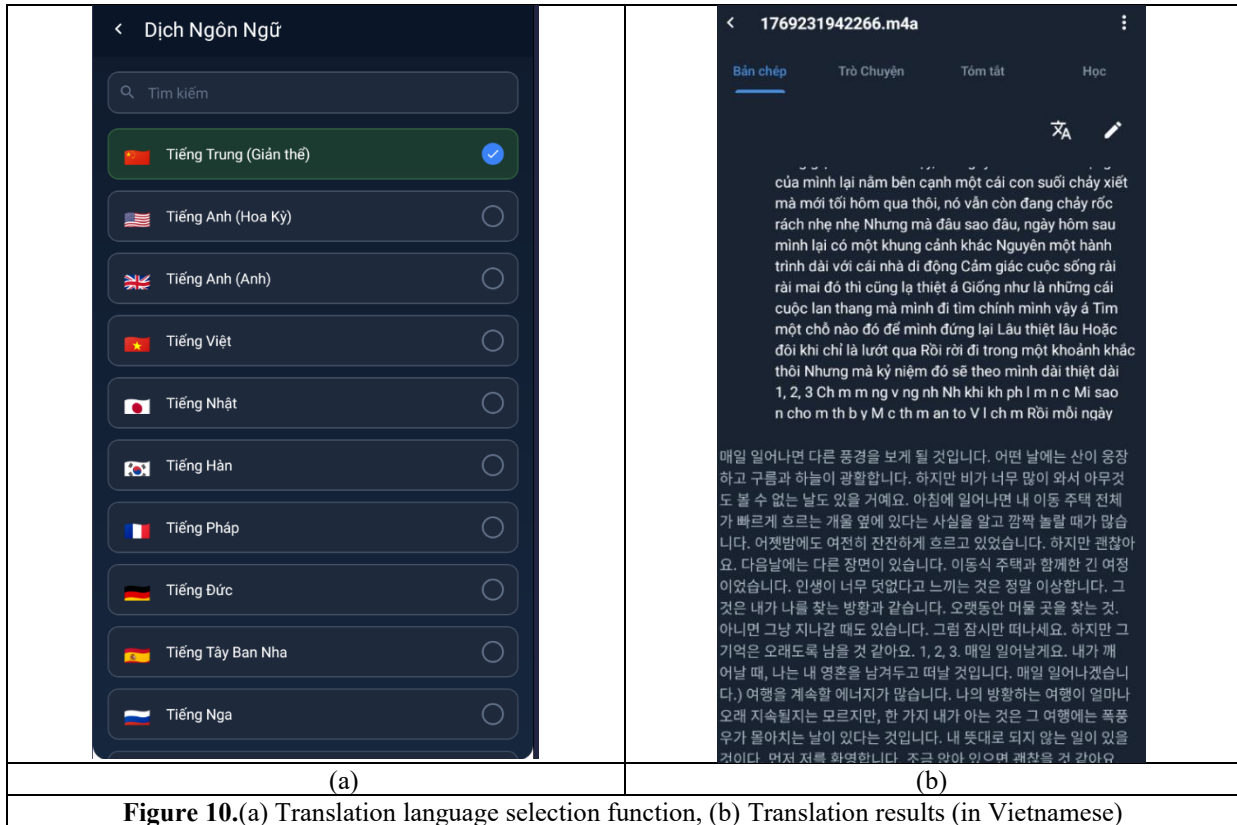 Dịch Ngôn Ngữ
Tìm kiếm
Tiếng Trung (Giản thể)
Tiếng Anh (Hoa Kỳ)
Tiếng Anh (Anh)
Tiếng Việt
Tiếng Nhật
Tiếng Hàn
Tiếng Pháp
Tiếng Đức
Tiếng Tây Ban Nha
Tiếng Nga
1769231942266.m4a
Bản chép Trò Chuyện Tóm tắt Học
của mình lại nằm bên cạnh một cái con suối chảy xiết
mà mới tối hôm qua thôi, nó vẫn còn đang chảy rốc
rách nhẹ nhẹ Nhưng mà đâu sao đâu, ngày hôm sau
mình lại có một khung cảnh khác Nguyên một hành
trình dài với cái nhà di động Cảm giác cuộc sống rài
rài mai đó thì cũng lạ thiệt á Giống như là những cái
cuộc lan thang mà mình đi tìm chính mình vậy á Tìm
một chỗ nào đó để mình đứng lại Lâu thiệt lâu Hoặc
đôi khi chỉ là lướt qua Rồi rời đi trong một khoảnh khắc
thôi Nhưng mà kỷ niệm đó sẽ theo mình dài thiệt dài
1, 2, 3 Ch m m ng v ng nh Nh khi kh ph l m n c Mi sao
n cho m th b y M c th m an to V l ch m Rồi mỗi ngày
매일 일어나면 다른 풍경을 보게 될 것입니다. 어떤 날에는 산이 웅장
하고 구름과 하늘이 광활합니다. 하지만 비가 너무 많이 와서 아무것
도 볼 수 없는 날도 있을 거예요. 아침에 일어나면 내 이동 주택 전체
가 빠르게 흐르는 개울 옆에 있다는 사실을 알고 깜짝 놀랄 때가 많습
니다. 어젯밤에도 여전히 잔잔하게 흐르고 있었습니다. 하지만 괜찮아
요. 다음날에는 다른 장면이 있습니다. 이동식 주택과 함께한 긴 여정
이었습니다. 인생이 너무 덧없다고 느끼는 것은 정말 이상합니다. 그
것은 내가 나를 찾는 방황과 같습니다. 오랫동안 머물 곳을 찾는 것.
아니면 그냥 지나갈 때도 있습니다. 그럼 잠시만 떠나세요. 하지만 그
기억은 오래도록 남을 것 같아요. 1, 2, 3. 매일 일어날게요. 내가 깨
어날 때, 나는 내 영혼을 남겨두고 떠날 것입니다. 매일 일어나겠습니
다.) 여행을 계속할 에너지가 많습니다. 나의 방황하는 여행이 얼마나
오래 지속될지는 모르지만, 한 가지 내가 아는 것은 그 여행에는 폭풍
우가 몰아치는 날이 있다는 것입니다. 내 뜻대로 되지 않는 일이 있을
것이다. 먼저 저를 환영합니다. 조금 앉아 있으면 괜찮을 것 같아요
(a)
(b)
Figure 10.(a) Translation language selection function, (b) Translation results (in Vietnamese)